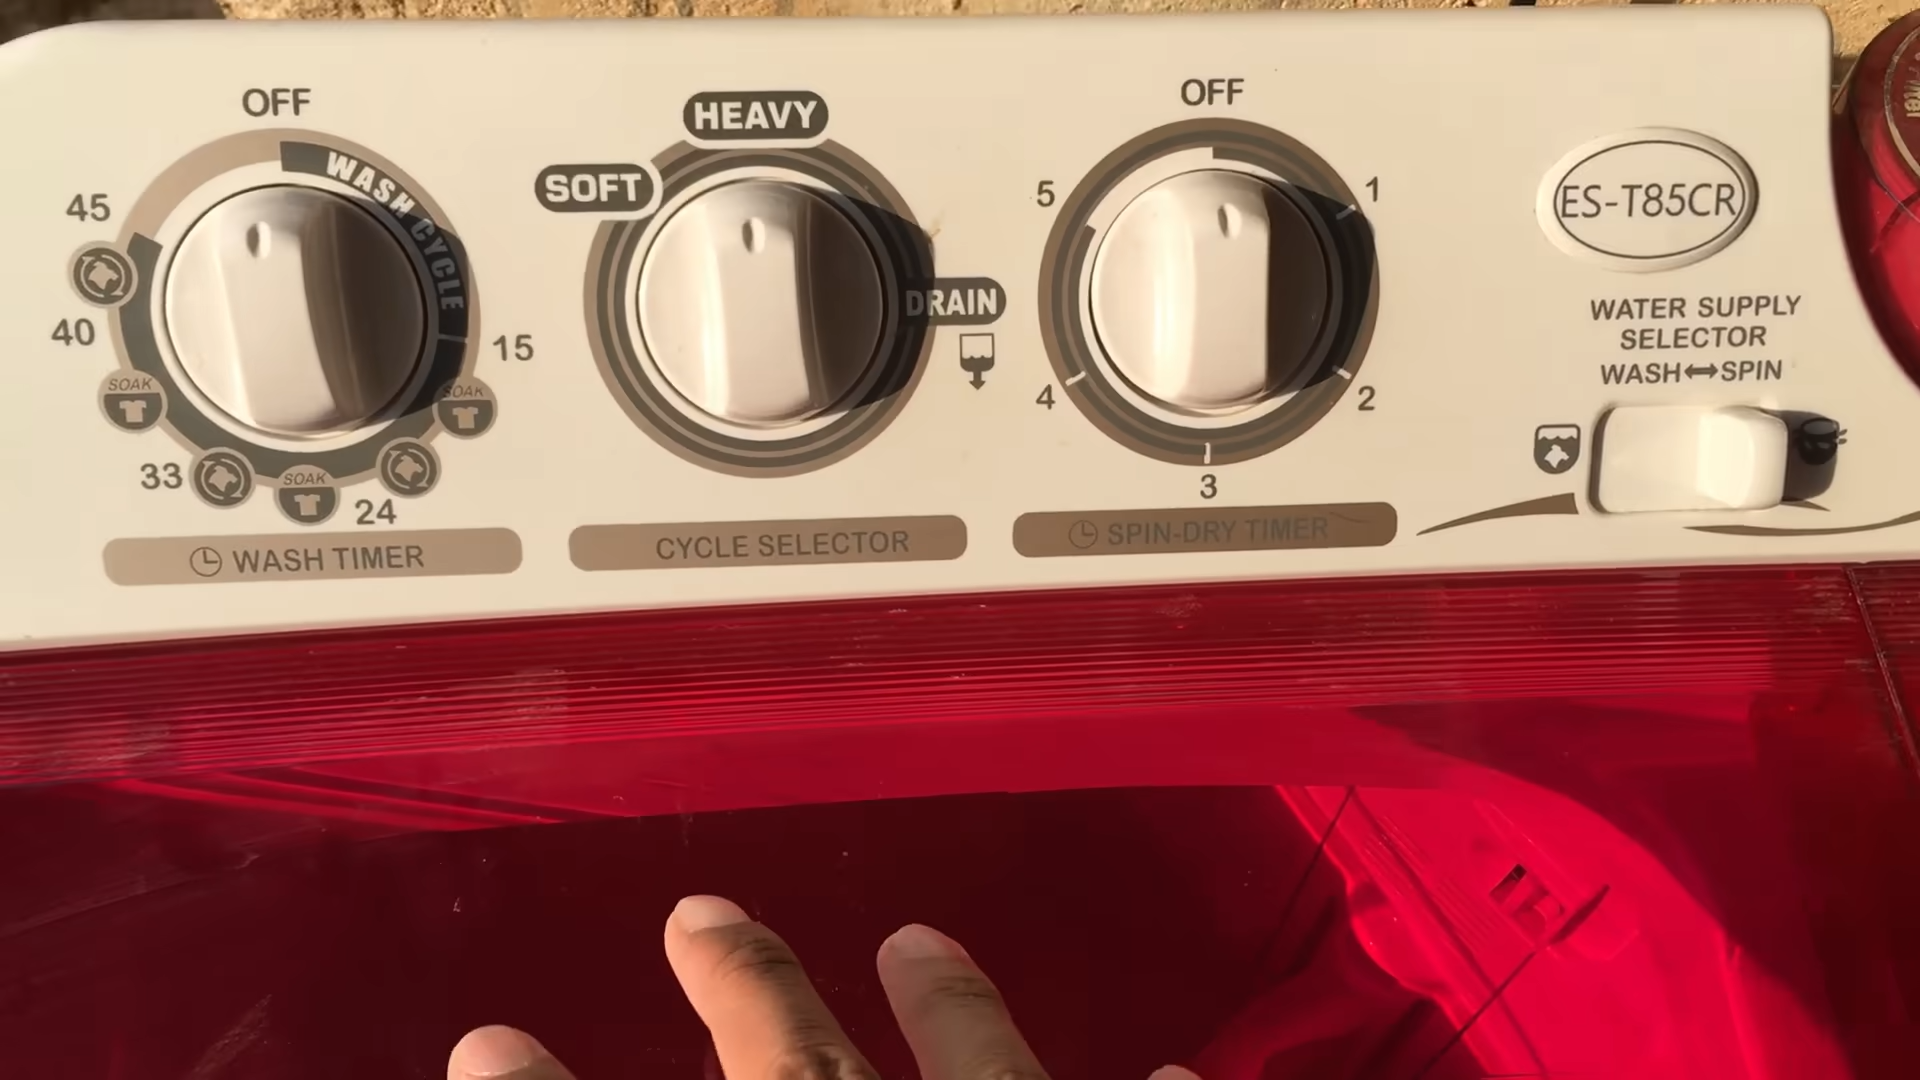 OFF
WASH CYCLE
45
40
33
24
15
SOAK
SOAK
SOAK
WASH TIMER
HEAVY
SOFT
DRAIN
CYCLE SELECTOR
OFF
1
2
3
4
5
SPIN-DRY TIMER
ES-T85CR
WATER SUPPLY
SELECTOR
WASH↔SPIN